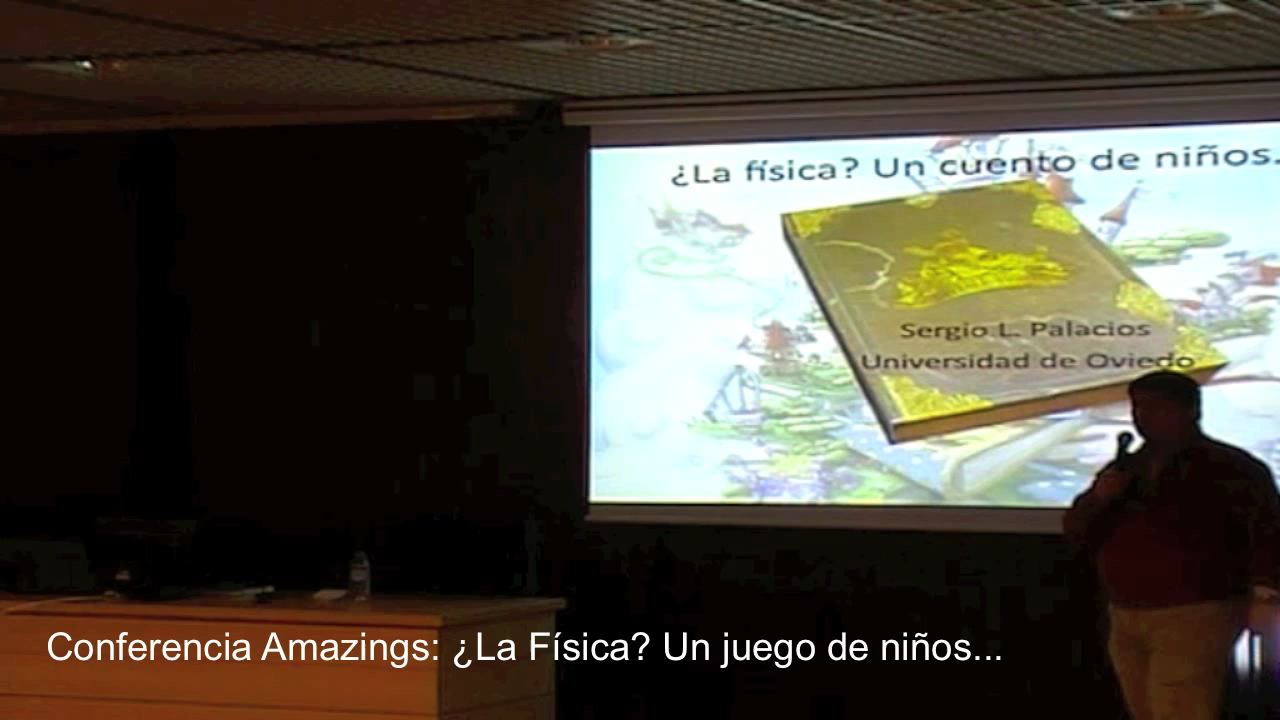 ¿La física? Un cuento de niños.
Sergio L. Palacios
Universidad de Oviedo
Conferencia Amazings: ¿La Física? Un juego de niños...